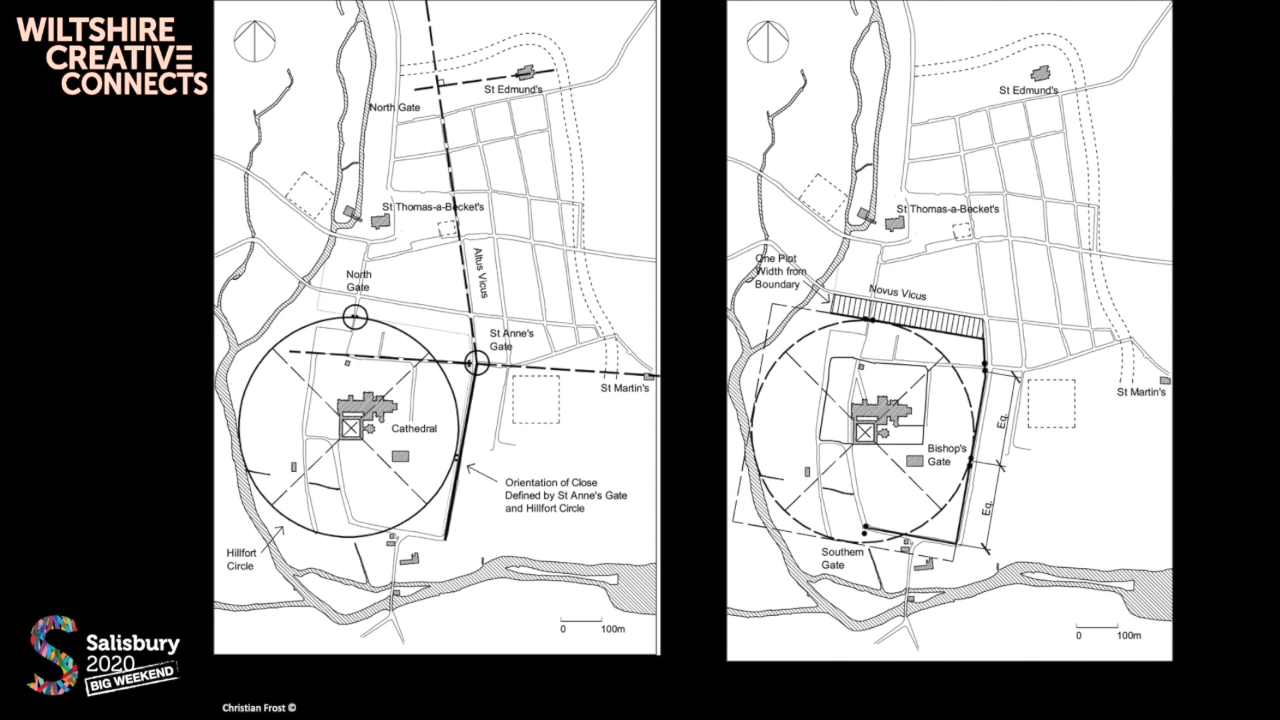 WILTSHIRE
CREATIVE
CONNECTS
North Gate
St Edmund's
St Thomas-a-Becket's
Altus Vicus
North
Gate
St Anne's
Gate
St Martin's
Cathedral
Orientation of Close
Defined by St Anne's Gate
and Hillfort Circle
Hillfort
Circle
0 100m
St Edmund's
St Thomas-a-Becket's
One Plot
Width from
Boundary
Novus Vicus
St Martin's
Eq.
Bishop's
Gate
Eq.
Southern
Gate
0 100m
Salisbury
2020
BIG WEEKEND
Christian Frost ©